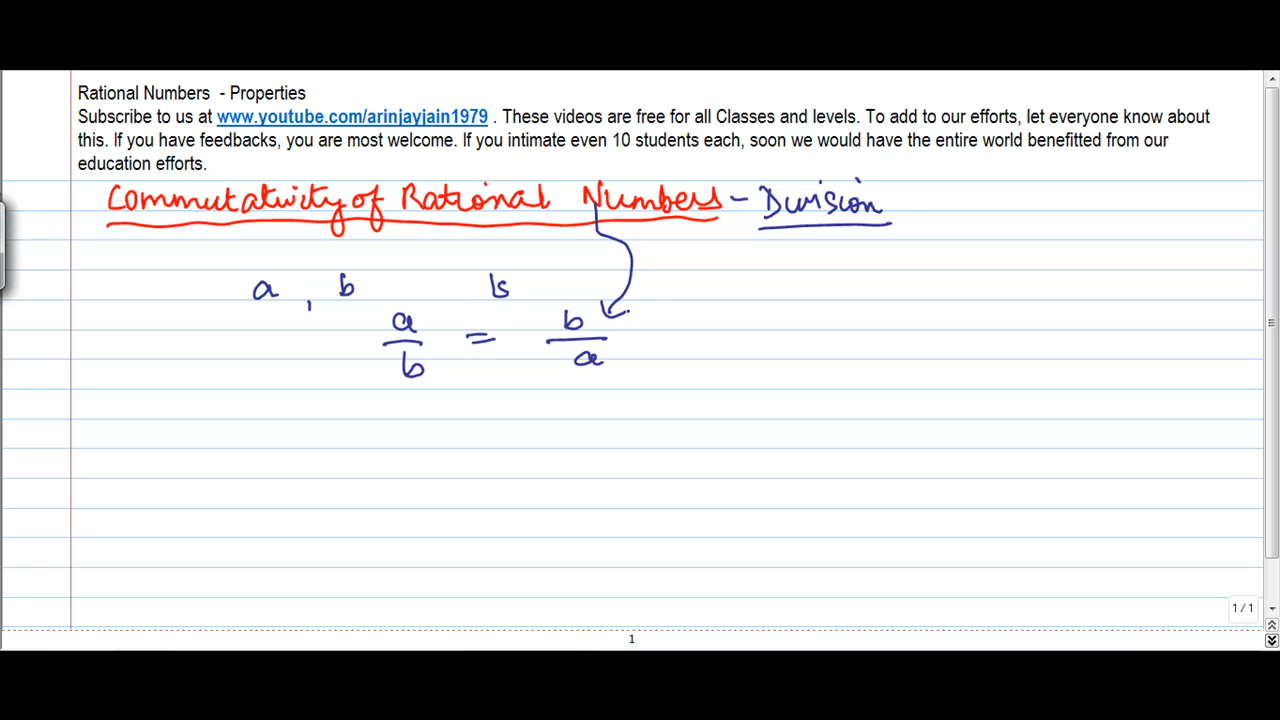 Rational Numbers - Properties
Subscribe to us at www.youtube.com/arinjayjain1979 . These videos are free for all Classes and levels. To add to our efforts, let everyone know about
this. If you have feedbacks, you are most welcome. If you intimate even 10 students each, soon we would have the entire world benefitted from our
education efforts.
Commutativity of Rational Numbers - Division
a , b Is
a/b = b/a
1 / 1
1